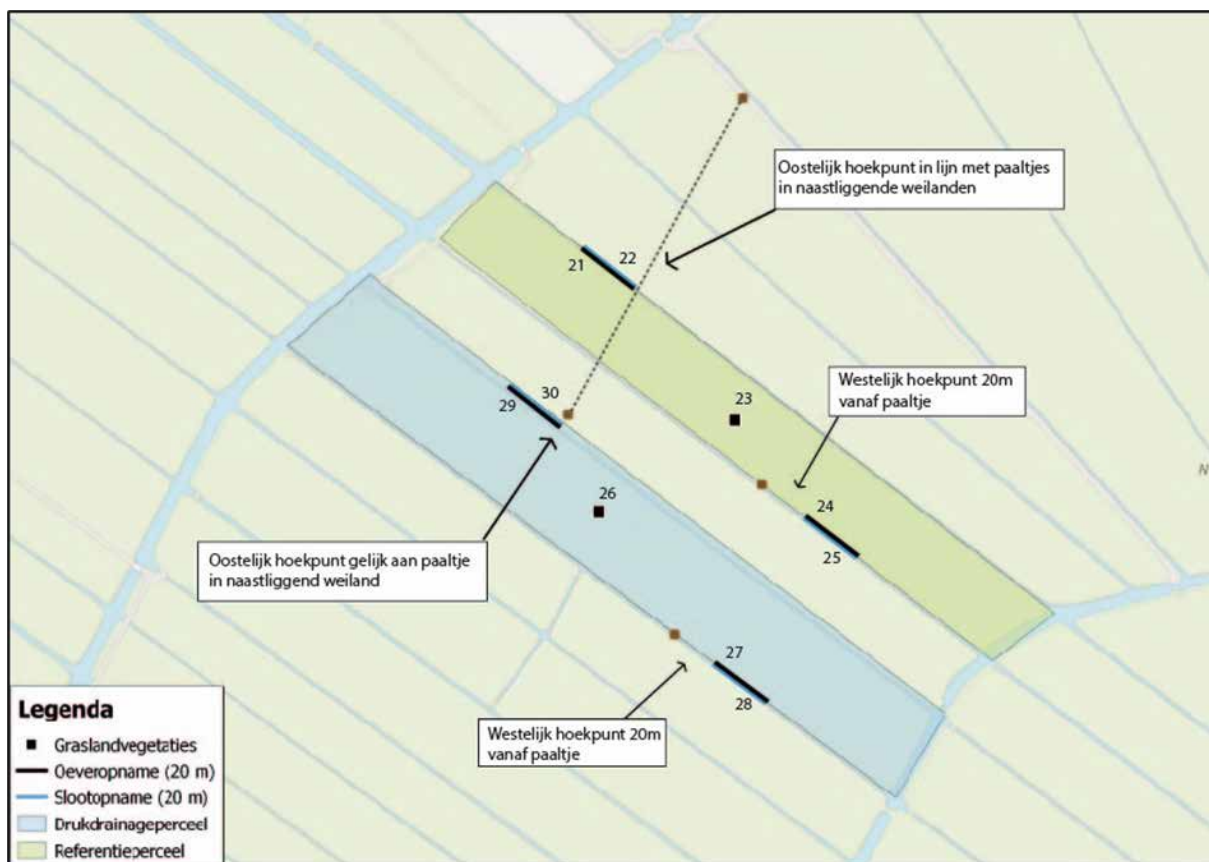 Oostelijk hoekpunt in lijn met paaltjes
in naastliggende weilanden
22
21
Westelijk hoekpunt 20m
vanaf paaltje
30
29
23
24
25
26
Oostelijk hoekpunt gelijk aan paaltje
in naastliggend weiland
27
28
Westelijk hoekpunt 20m
vanaf paaltje
N
Legenda
Graslandvegetaties
Oeveropname (20 m)
Slootopname (20 m)
Drukdrainageperceel
Referentieperceel